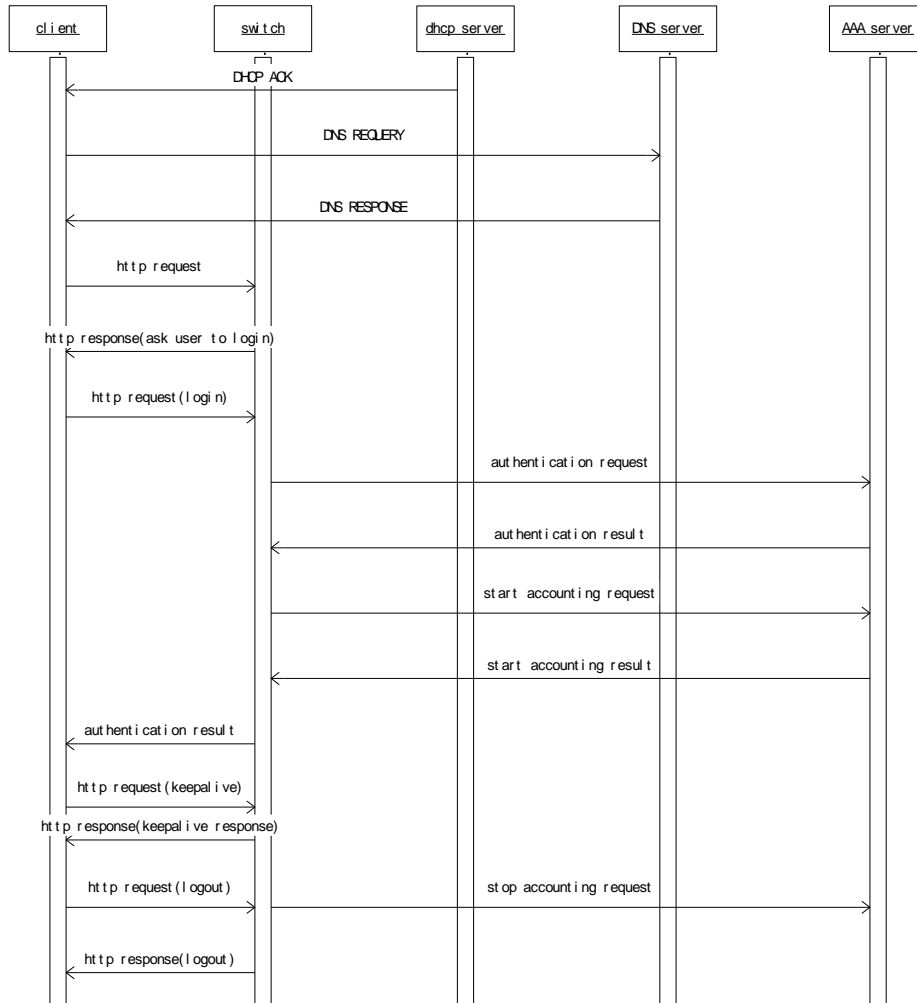 client
switch
dhcp server
DNS server
AAA server
DHCP ACK
DNS REQUERY
DNS RESPONSE
http request
http response(ask user to login)
http request(login)
authentication request
authentication result
start accounting request
start accounting result
authentication result
http request(keepalive)
http response(keepalive response)
http request(logout)
stop accounting request
http response(logout)